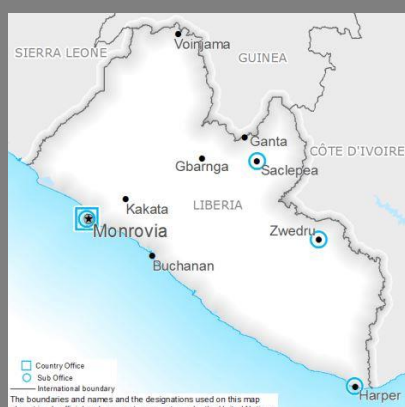 Voinjama
SIERRA LEONE
GUINEA
Ganta
CÔTE D'IVOIRE
Gbarnga
Saclepea
Kakata
LIBERIA
Monrovia
Zwedru
Buchanan
Country Office
Sub Office
International boundary
Harper
The boundaries and names and the designations used on this map